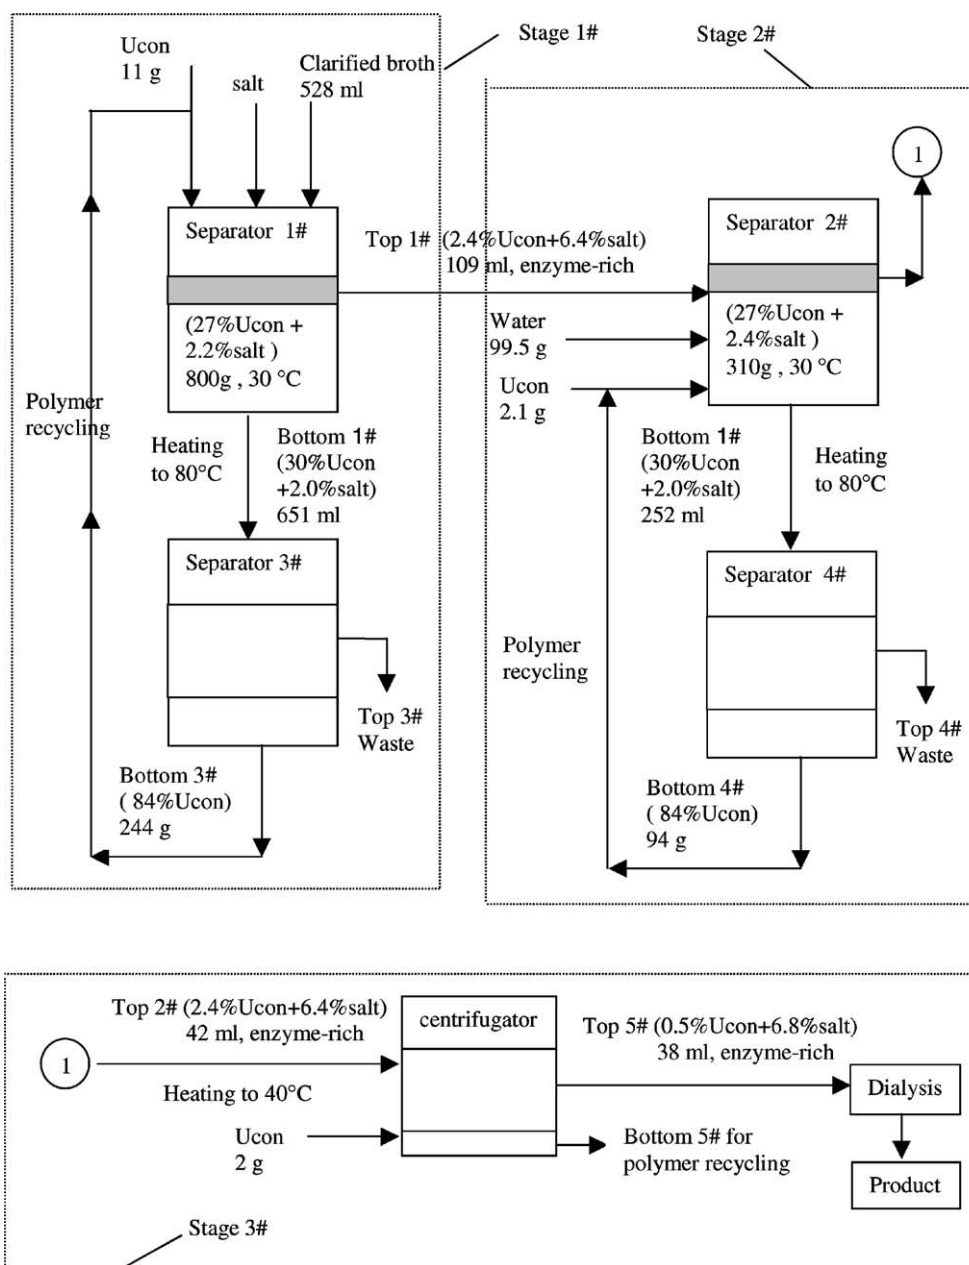 Ucon
11 g
salt
Clarified broth
528 ml
Stage 1#
Stage 2#
1
Separator 1#
(27%Ucon +
2.2%salt )
800g , 30 °C
Top 1# (2.4%Ucon+6.4%salt)
109 ml, enzyme-rich
Separator 2#
(27%Ucon +
2.4%salt )
310g , 30 °C
Water
99.5 g
Ucon
2.1 g
Polymer
recycling
Heating
to 80°C
Bottom 1#
(30%Ucon
+2.0%salt)
651 ml
Bottom 1#
(30%Ucon
+2.0%salt)
252 ml
Heating
to 80°C
Separator 3#
Separator 4#
Polymer
recycling
Top 3#
Waste
Top 4#
Waste
Bottom 3#
( 84%Ucon)
244 g
Bottom 4#
( 84%Ucon)
94 g
Top 2# (2.4%Ucon+6.4%salt)
42 ml, enzyme-rich
1
Heating to 40°C
Ucon
2 g
centrifugator
Top 5# (0.5%Ucon+6.8%salt)
38 ml, enzyme-rich
Dialysis
Bottom 5# for
polymer recycling
Product
Stage 3#